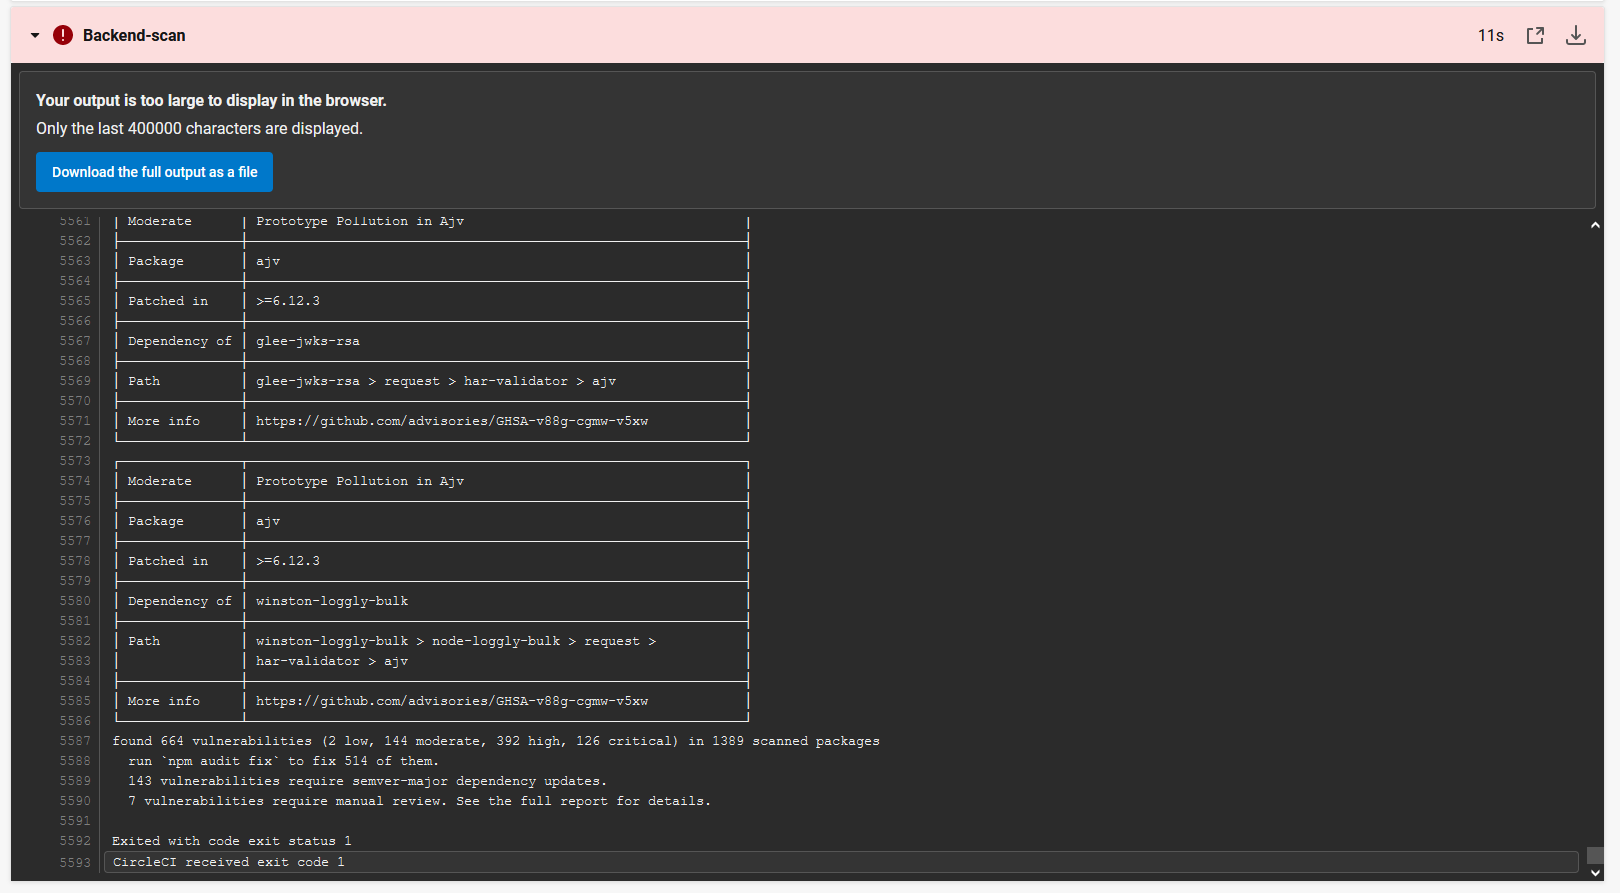 Backend-scan
11s
Your output is too large to display in the browser.
Only the last 400000 characters are displayed.
Download the full output as a file
5561 | Moderate | Prototype Pollution in Ajv |
5562
5563 | Package | ajv |
5564
5565 | Patched in | >=6.12.3 |
5566
5567 | Dependency of | glee-jwks-rsa |
5568
5569 | Path | glee-jwks-rsa > request > har-validator > ajv |
5570
5571 | More info | https://github.com/advisories/GHSA-v88g-cgmw-v5xw |
5572
5573
5574 | Moderate | Prototype Pollution in Ajv |
5575
5576 | Package | ajv |
5577
5578 | Patched in | >=6.12.3 |
5579
5580 | Dependency of | winston-loggly-bulk |
5581
5582 | Path | winston-loggly-bulk > node-loggly-bulk > request > |
5583 | | har-validator > ajv |
5584
5585 | More info | https://github.com/advisories/GHSA-v88g-cgmw-v5xw |
5586
5587 found 664 vulnerabilities (2 low, 144 moderate, 392 high, 126 critical) in 1389 scanned packages
5588 run `npm audit fix` to fix 514 of them.
5589 143 vulnerabilities require semver-major dependency updates.
5590 7 vulnerabilities require manual review. See the full report for details.
5591
5592 Exited with code exit status 1
5593 CircleCI received exit code 1